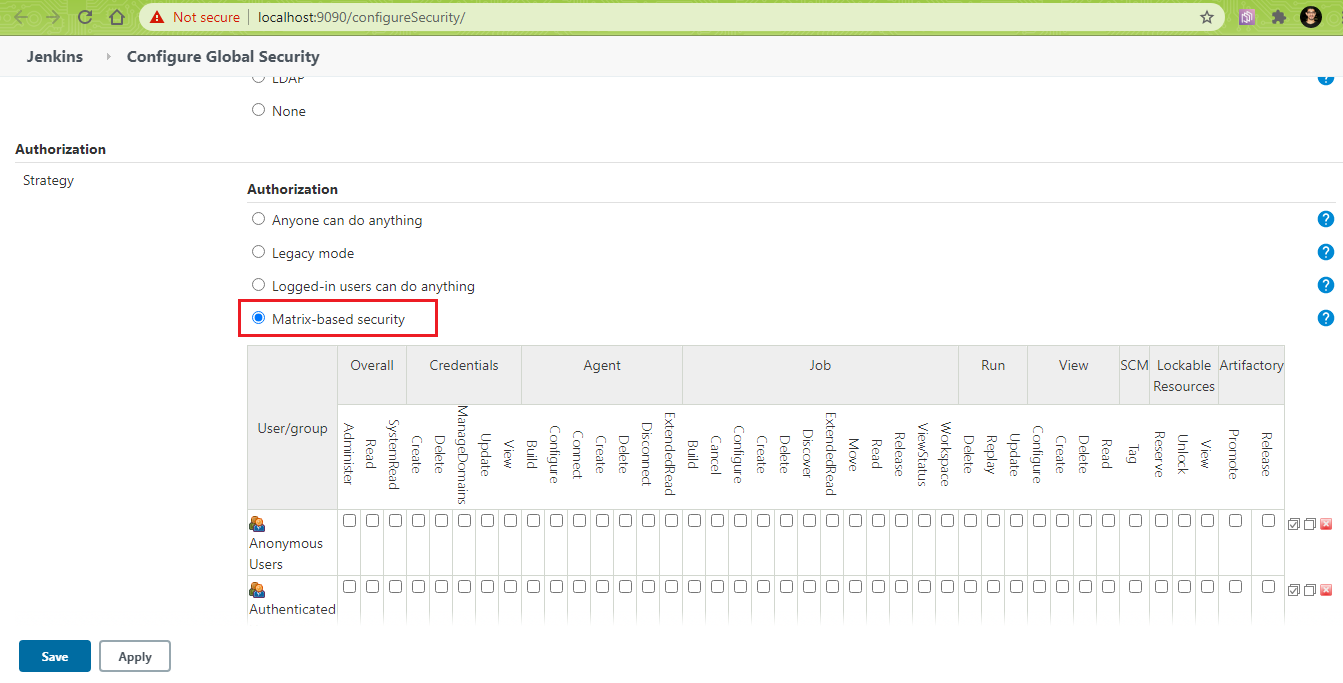 Not secure localhost:9090/configureSecurity/
Jenkins Configure Global Security
LDAP
None
Authorization
Strategy
Authorization
Anyone can do anything
Legacy mode
Logged-in users can do anything
Matrix-based security
User/group Overall Credentials Agent Job Run View SCM Lockable Resources Artifactory
Administer Read SystemRead Create Delete ManageDomains Update View Build Configure Connect Create Delete Disconnect ExtendedRead Build Cancel Configure Create Delete Discover ExtendedRead Move Read Release ViewStatus Workspace Delete Replay Update Configure Create Delete Read Tag Reserve Unlock View Promote Release
Anonymous
Users
Authenticated
Save Apply